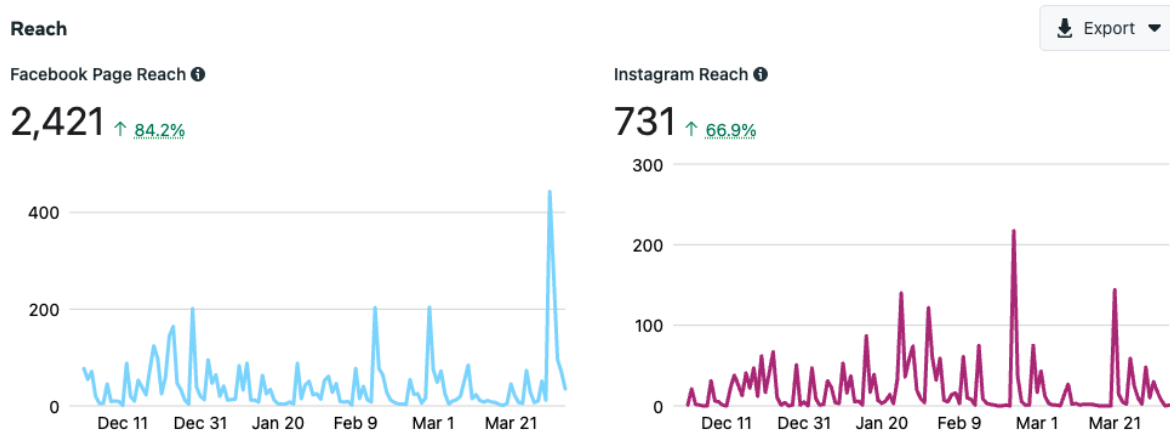 Reach
Export
Facebook Page Reach
2,421 ↑ 84.2%
400
200
0
Dec 11 Dec 31 Jan 20 Feb 9 Mar 1 Mar 21
Instagram Reach
731 ↑ 66.9%
300
200
100
0
Dec 11 Dec 31 Jan 20 Feb 9 Mar 1 Mar 21